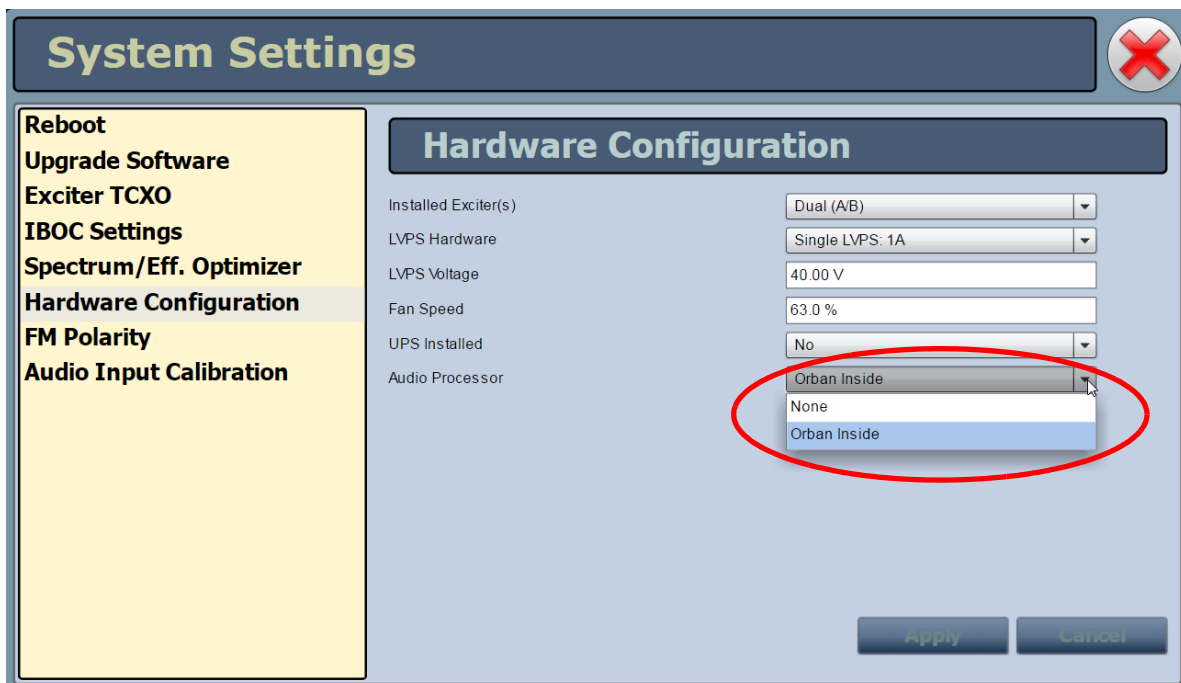 System Settings
Reboot
Upgrade Software
Exciter TCXO
IBOC Settings
Spectrum/Eff. Optimizer
Hardware Configuration
FM Polarity
Audio Input Calibration
Hardware Configuration
Installed Exciter(s) Dual (A/B)
LVPS Hardware Single LVPS: 1A
LVPS Voltage 40.00 V
Fan Speed 63.0 %
UPS Installed No
Audio Processor Orban Inside
None
Orban Inside
Apply Cancel